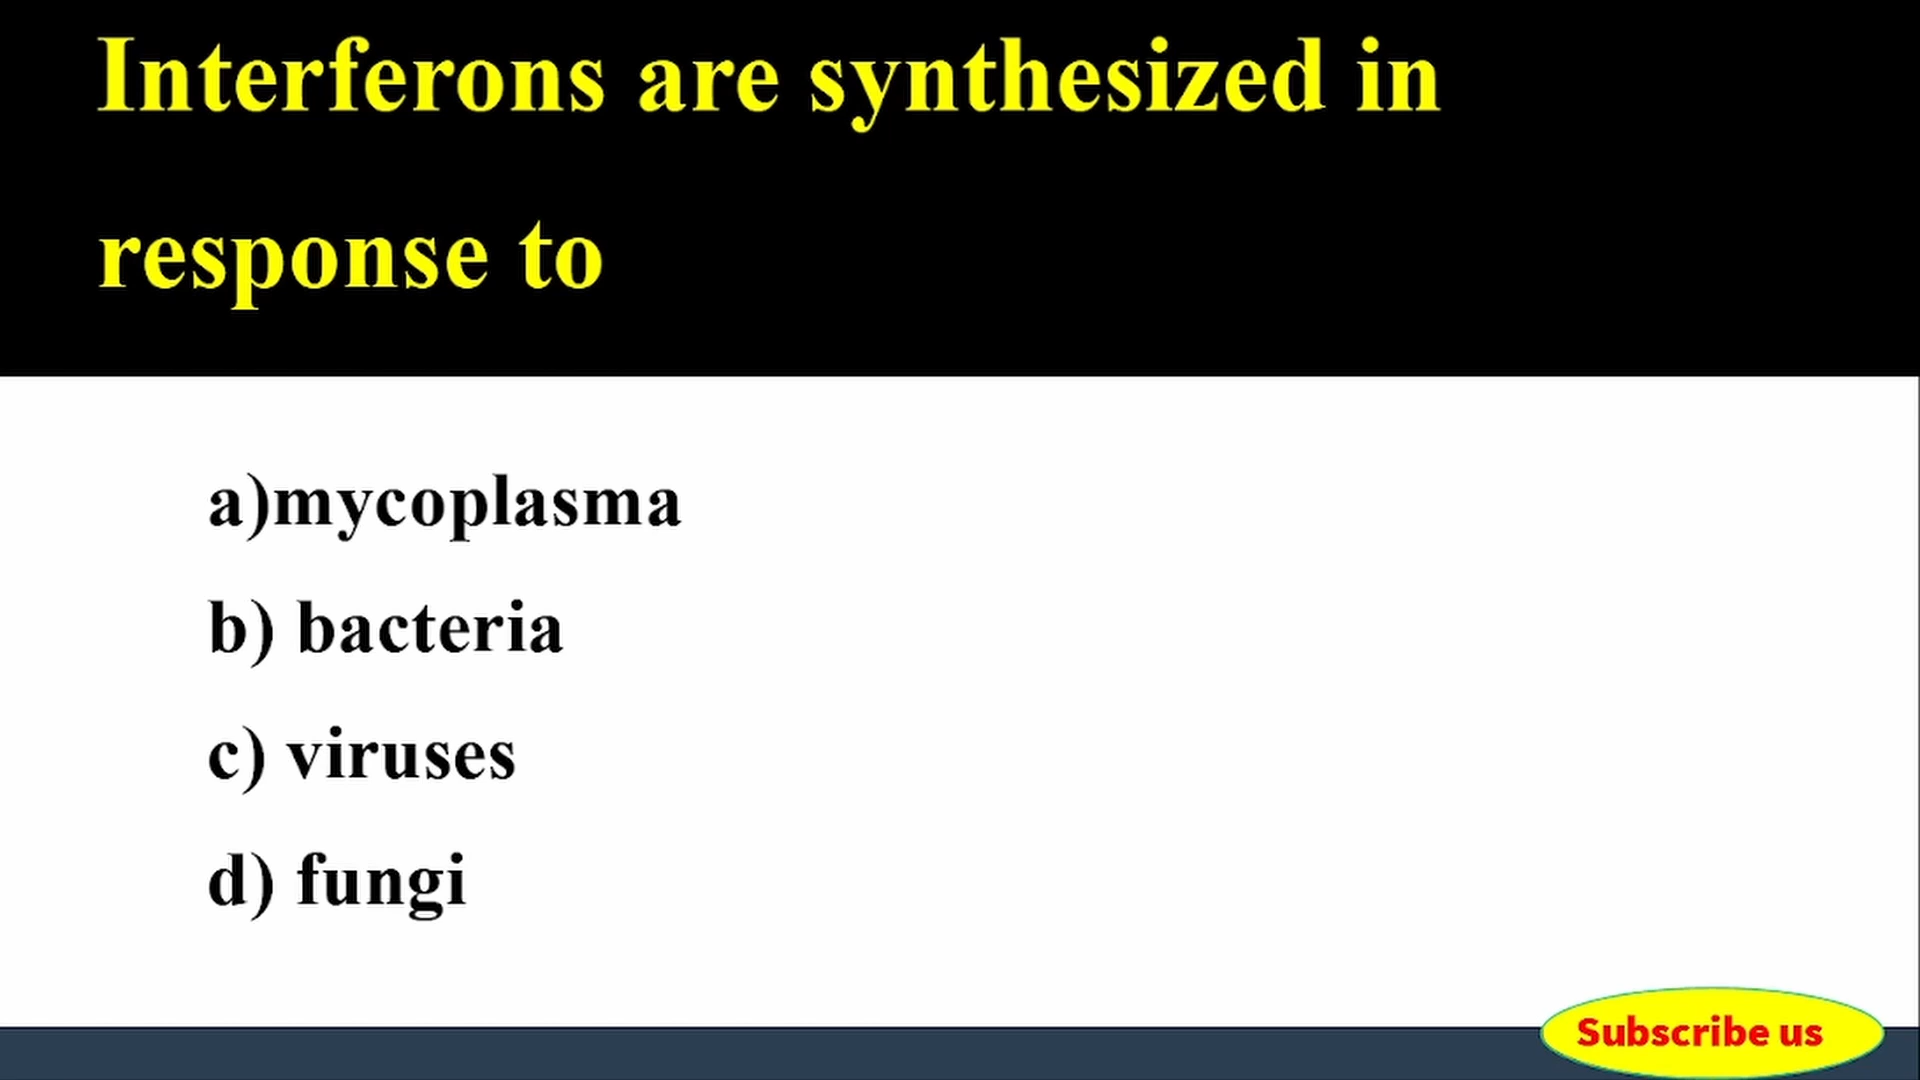 Interferons are synthesized in
response to
a)mycoplasma
b) bacteria
c) viruses
d) fungi
Subscribe us